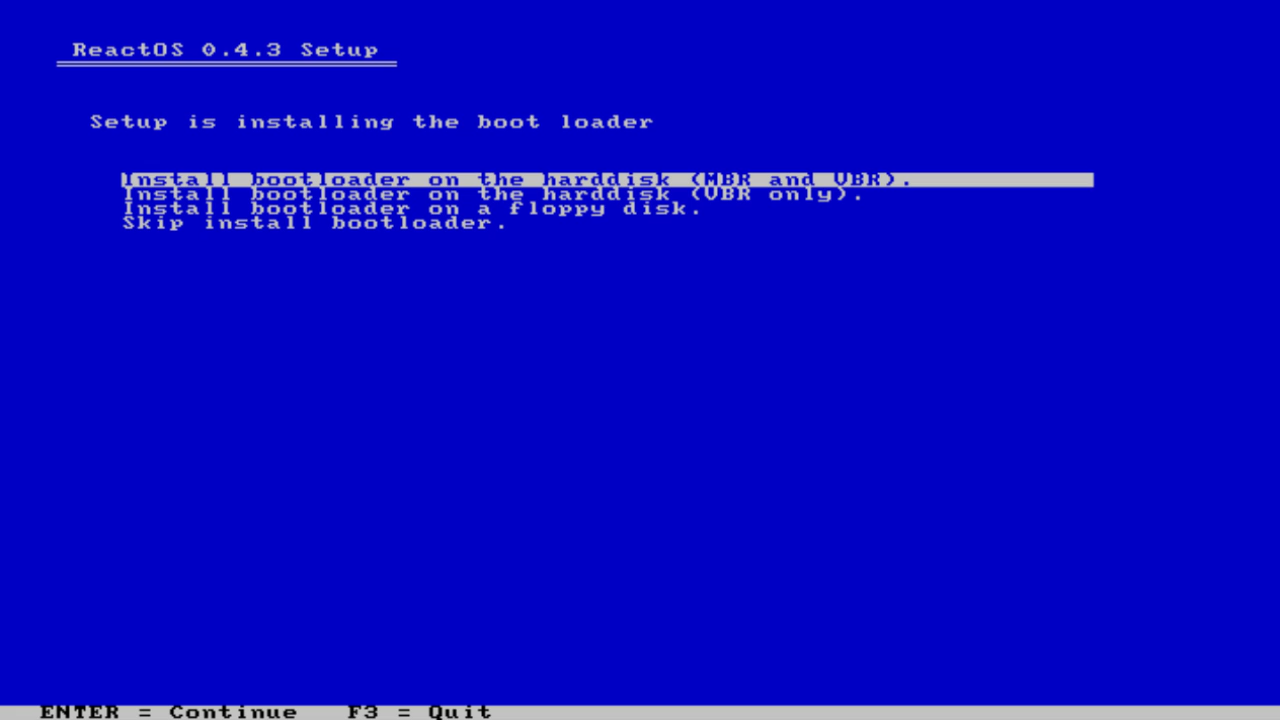 ReactOS 0.4.3 Setup
Setup is installing the boot loader
Install bootloader on the harddisk (MBR and VBR).
Install bootloader on the harddisk (VBR only).
Install bootloader on a floppy disk.
Skip install bootloader.
ENTER = Continue   F3 = Quit